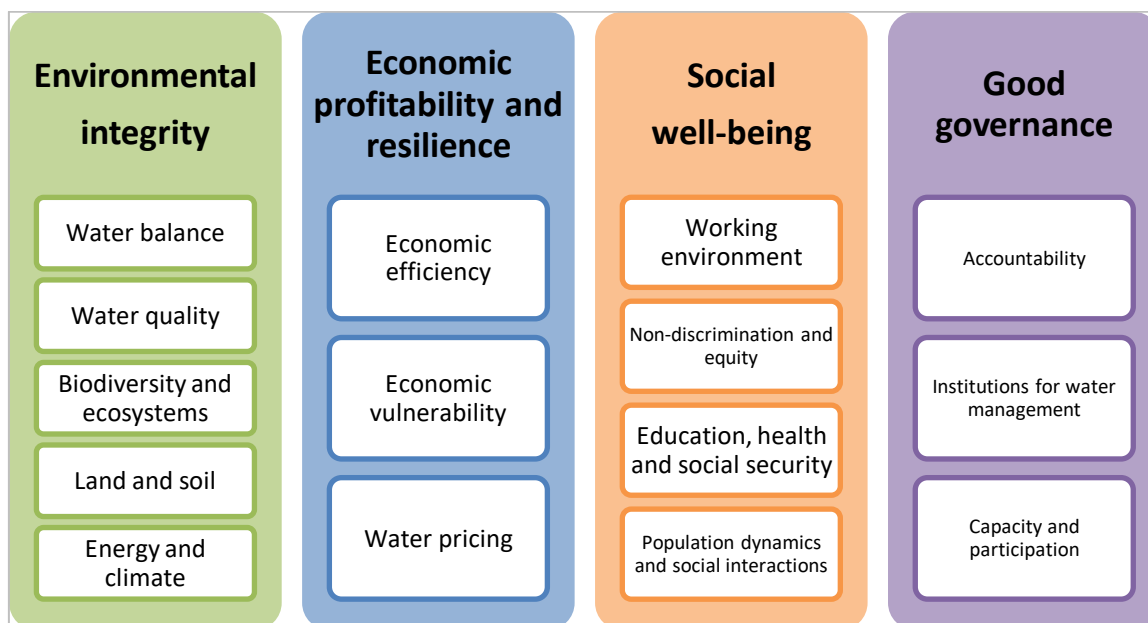 Environmental
integrity
Water balance
Water quality
Biodiversity and
ecosystems
Land and soil
Energy and
climate
Economic
profitability and
resilience
Economic
efficiency
Economic
vulnerability
Water pricing
Social
well-being
Working
environment
Non-discrimination and
equity
Education, health
and social security
Population dynamics
and social interactions
Good
governance
Accountability
Institutions for water
management
Capacity and
participation